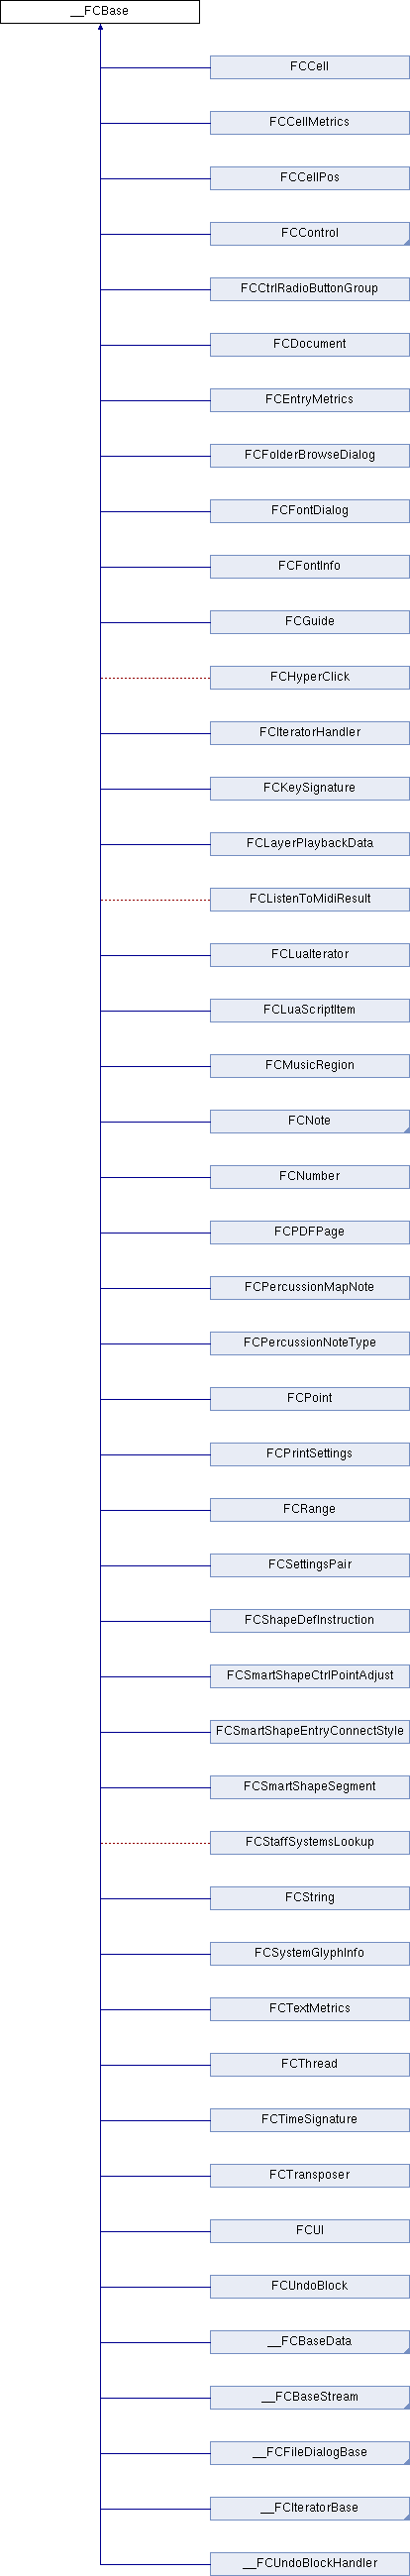 __FCBase
FCCell
FCCellMetrics
FCCellPos
FCControl
FCCtrlRadioButtonGroup
FCDocument
FCEntryMetrics
FCFolderBrowseDialog
FCFontDialog
FCFontInfo
FCGuide
FCHyperClick
FCIteratorHandler
FCKeySignature
FCLayerPlaybackData
FCListenToMidiResult
FCLuaIterator
FCLuaScriptItem
FCMusicRegion
FCNote
FCNumber
FCPDFPage
FCPercussionMapNote
FCPercussionNoteType
FCPoint
FCPrintSettings
FCRange
FCSettingsPair
FCShapeDefInstruction
FCSmartShapeCtrlPointAdjust
FCSmartShapeEntryConnectStyle
FCSmartShapeSegment
FCStaffSystemsLookup
FCString
FCSystemGlyphInfo
FCTextMetrics
FCThread
FCTimeSignature
FCTransposer
FCUI
FCUndoBlock
__FCBaseData
__FCBaseStream
__FCFileDialogBase
__FCIteratorBase
__FCUndoBlockHandler